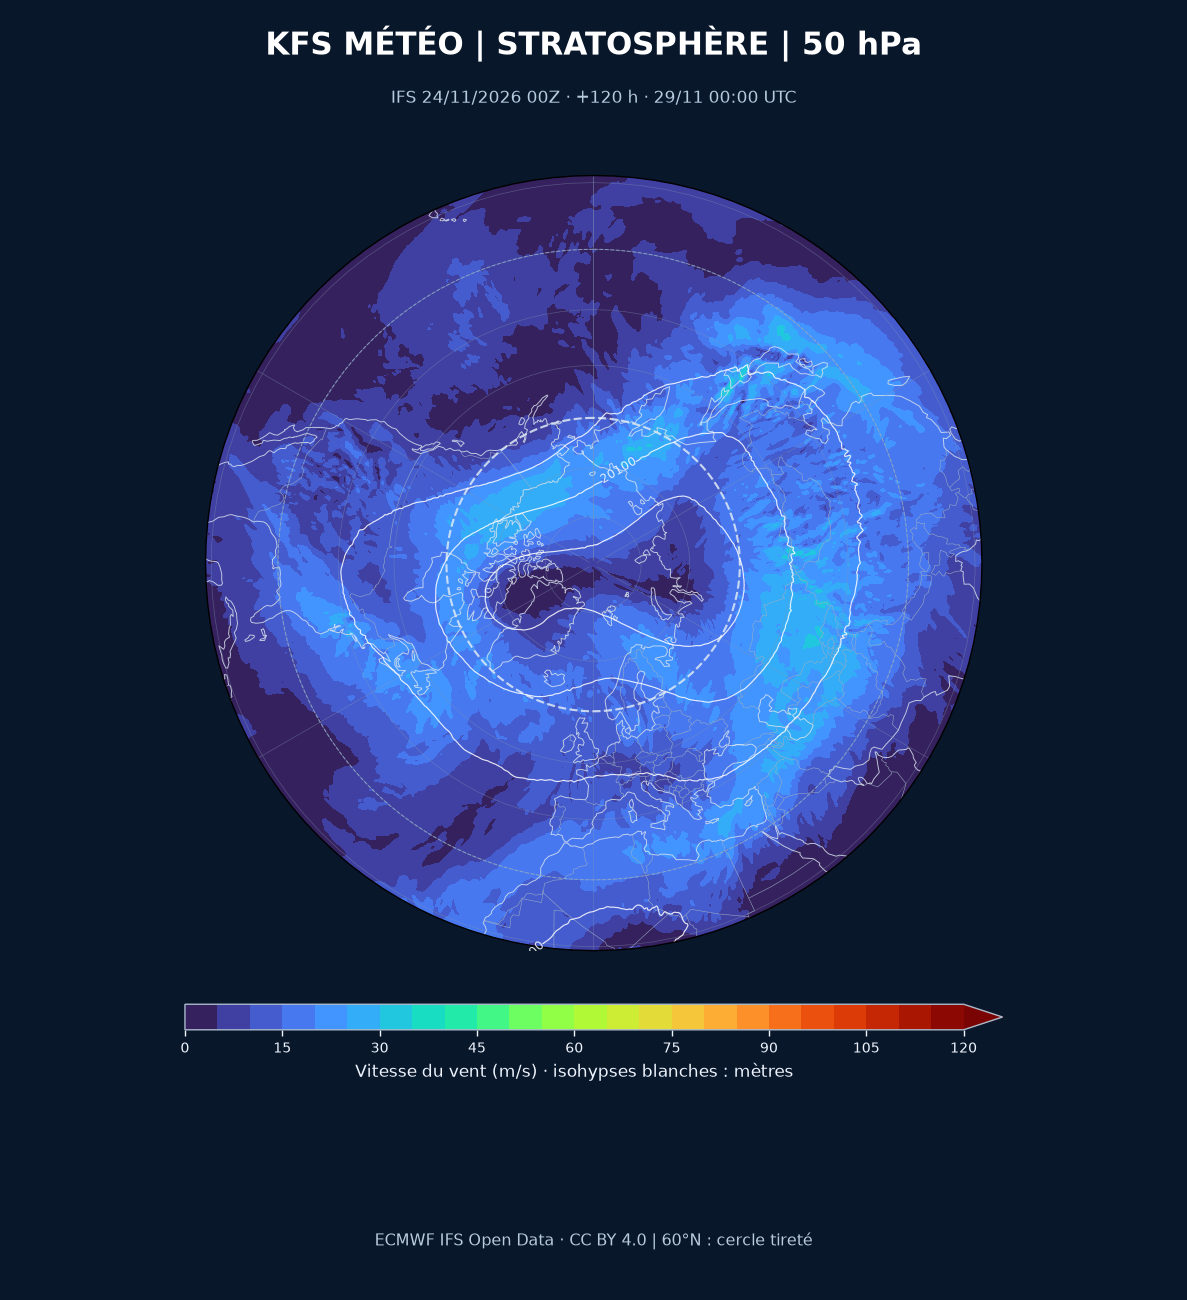 KFS MÉTÉO | STRATOSPHÈRE | 50 hPa
IFS 24/11/2026 00Z · +120 h · 29/11 00:00 UTC
20100
0 15 30 45 60 75 90 105 120
Vitesse du vent (m/s) · isohypses blanches : mètres
ECMWF IFS Open Data · CC BY 4.0 | 60°N : cercle tireté